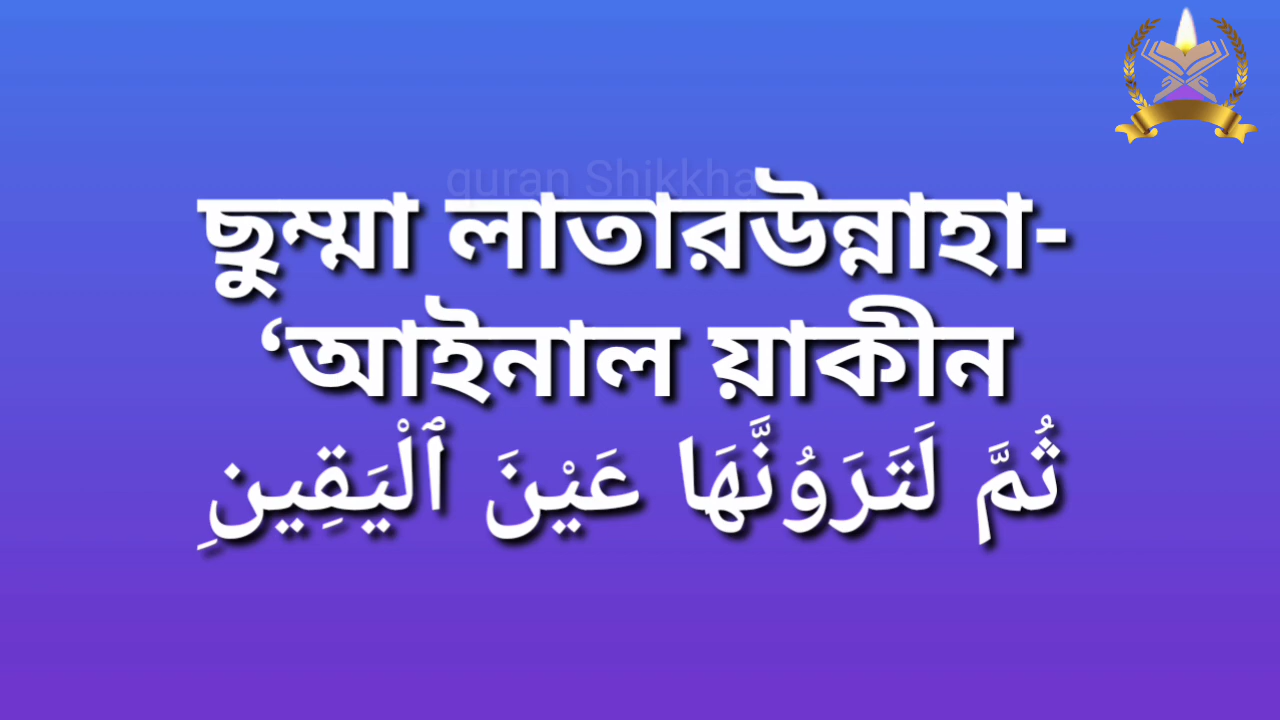 quran Shikkha
ছুম্মা লাতারউন্নাহা-
‘আইনাল য়াকীন
ثُمَّ لَتَرَوُنَّهَا عَيْنَ ٱلْيَقِينِ